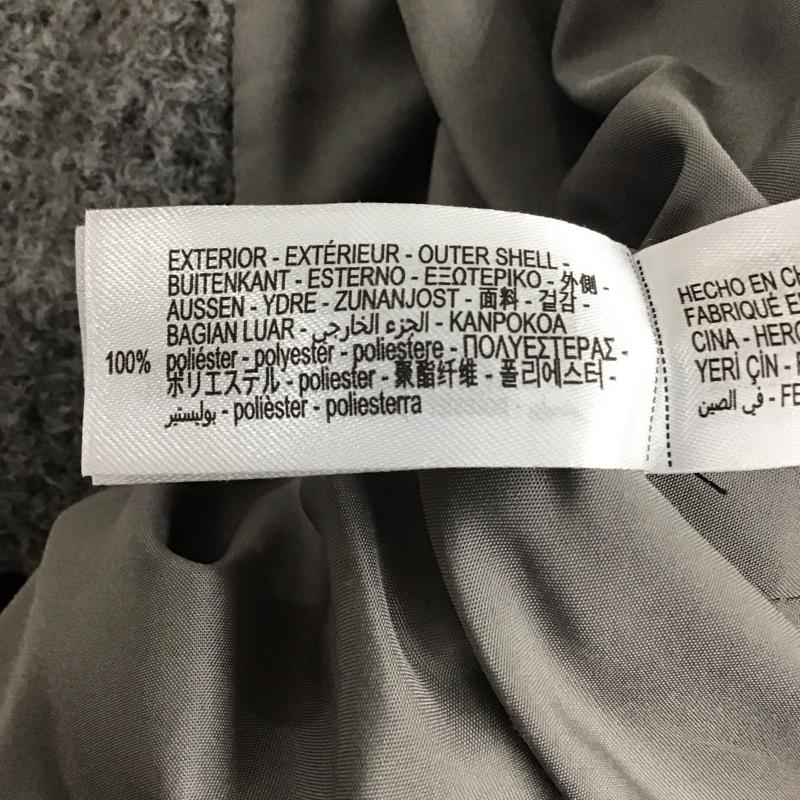 EXTERIOR - EXTÉRIEUR - OUTER SHELL -
BUITENKANT - ESTERNO - ΕΞΩΤΕΡΙΚΟ - 外側 -
AUSSEN - YDRE - ZUNANJOST - 面料 - 겉감 -
BAGIAN LUAR - الجزء الخارجي - KANPOKOA
100% poliéster - polyester - poliestere - ΠΟΛΥΕΣΤΕΡΑΣ -
ポリエステル - poliester - 聚酯纤维 - 폴리에스터 -
بوليستير - polièster - poliesterra
HECHO EN
FABRIQUÉ
CINA -
YERİ ÇİN -
في الصين -